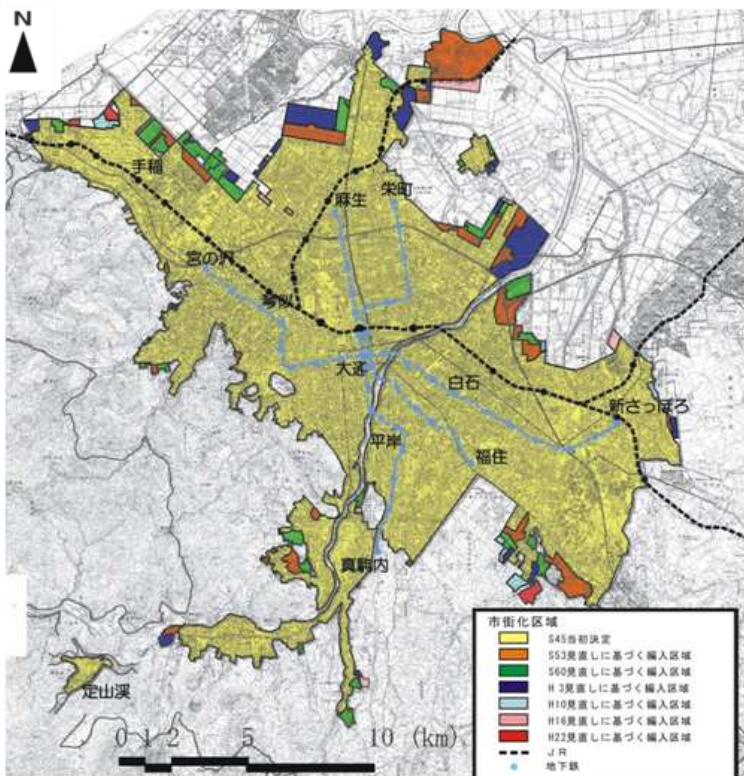 N
手稲
麻生
栄町
宮の沢
琴似
大通
白石
新さっぽろ
平岸
福住
真駒内
定山渓
0 1 2 5 10 (km)
市街化区域
S45当初決定
S53見直しに基づく編入区域
S60見直しに基づく編入区域
H 3見直しに基づく編入区域
H10見直しに基づく編入区域
H16見直しに基づく編入区域
H22見直しに基づく編入区域
ＪＲ
地下鉄